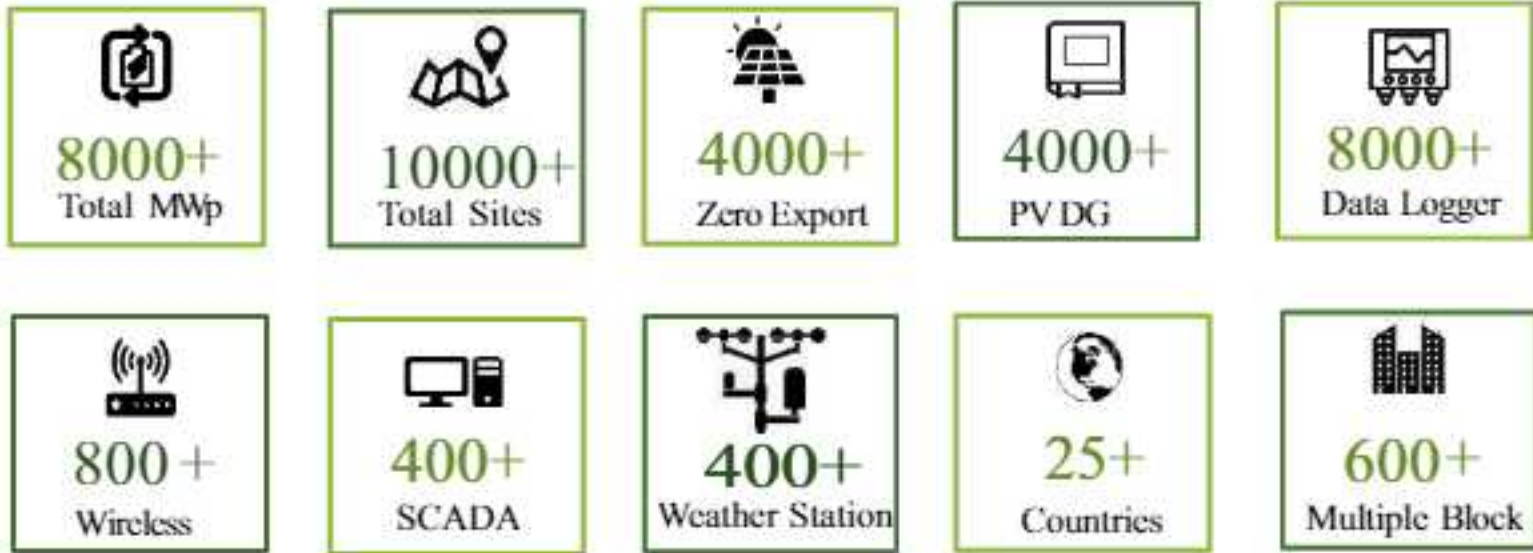 8000+
Total MWp
10000+
Total Sites
4000+
Zero Export
4000+
PV DG
8000+
Data Logger
800 +
Wireless
400+
SCADA
400+
Weather Station
25+
Countries
600+
Multiple Block